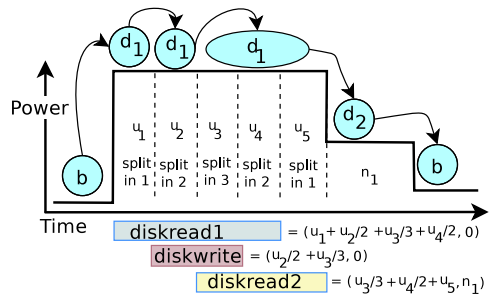 d1 d1 d1
Power
d2
u1 u2 u3 u4 u5
b split in 1 split in 2 split in 3 split in 2 split in 1 n1 b
Time
diskread1 = (u1+ u2/2 +u3/3+u4/2, 0)
diskwrite = (u2/2 +u3/3, 0)
diskread2 = (u3/3 +u4/2+u5, n1)